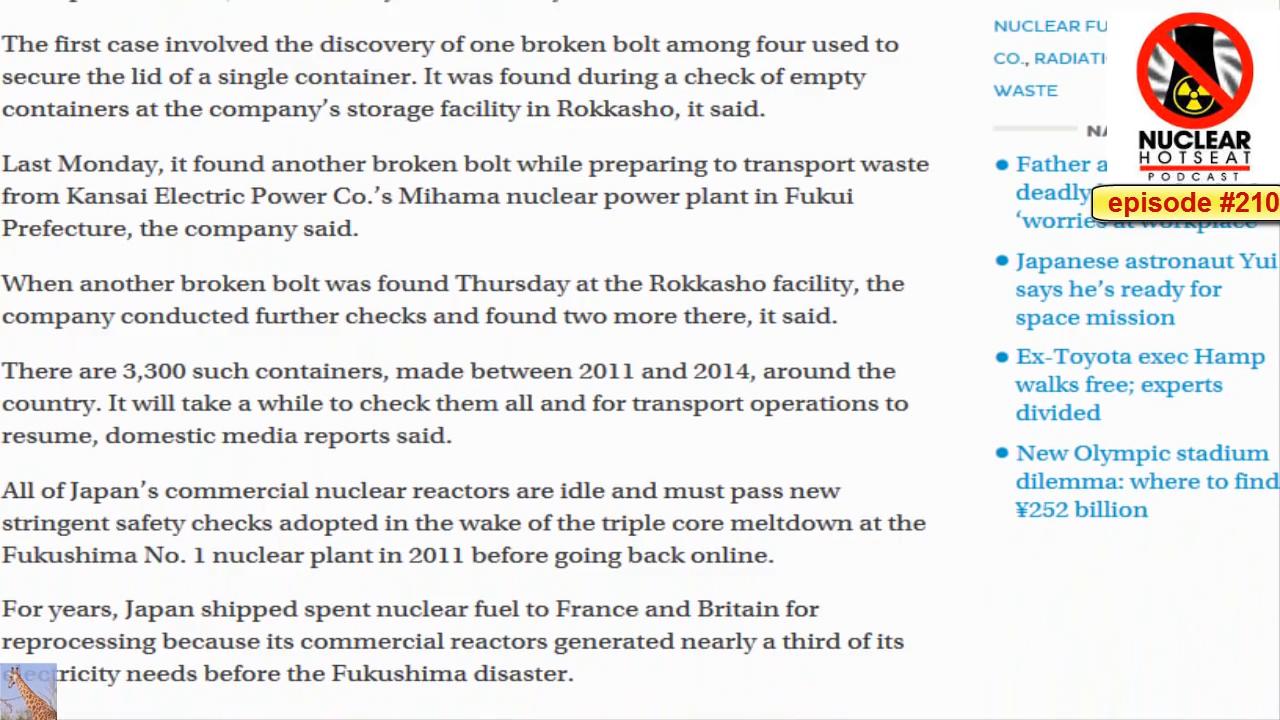 The first case involved the discovery of one broken bolt among four used to
secure the lid of a single container. It was found during a check of empty
containers at the company's storage facility in Rokkasho, it said.
Last Monday, it found another broken bolt while preparing to transport waste
from Kansai Electric Power Co.'s Mihama nuclear power plant in Fukui
Prefecture, the company said.
When another broken bolt was found Thursday at the Rokkasho facility, the
company conducted further checks and found two more there, it said.
There are 3,300 such containers, made between 2011 and 2014, around the
country. It will take a while to check them all and for transport operations to
resume, domestic media reports said.
All of Japan's commercial nuclear reactors are idle and must pass new
stringent safety checks adopted in the wake of the triple core meltdown at the
Fukushima No. 1 nuclear plant in 2011 before going back online.
For years, Japan shipped spent nuclear fuel to France and Britain for
reprocessing because its commercial reactors generated nearly a third of its
electricity needs before the Fukushima disaster.
NUCLEAR FU
CO., RADIATI
WASTE
NA
Father a
deadly
'worries at workplace'
Japanese astronaut Yui
says he's ready for
space mission
Ex-Toyota exec Hamp
walks free; experts
divided
New Olympic stadium
dilemma: where to find
¥252 billion
NUCLEAR
HOTSEAT
PODCAST
episode #210